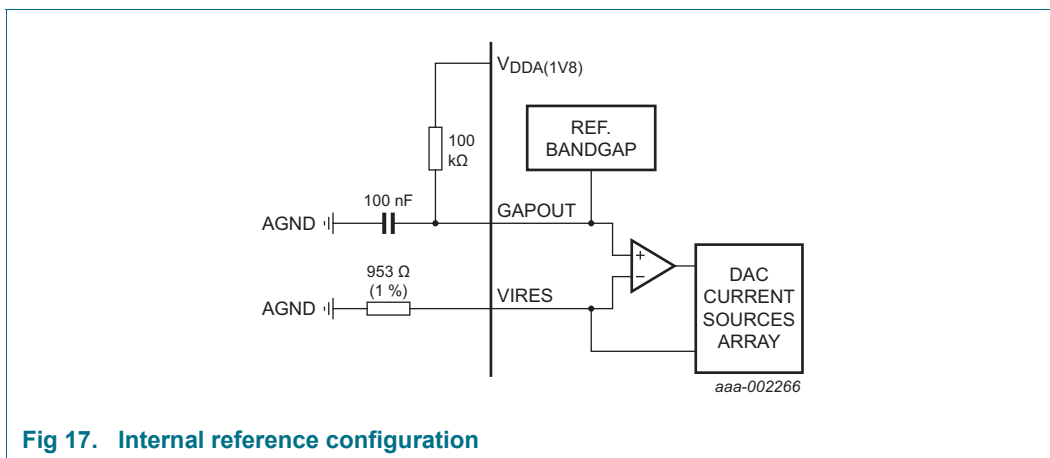 VDDA(1V8)
REF.
BANDGAP
100
kΩ
100 nF
GAPOUT
AGND
+
−
953 Ω
(1 %)
VIRES
AGND
DAC
CURRENT
SOURCES
ARRAY
aaa-002266
Fig 17. Internal reference configuration